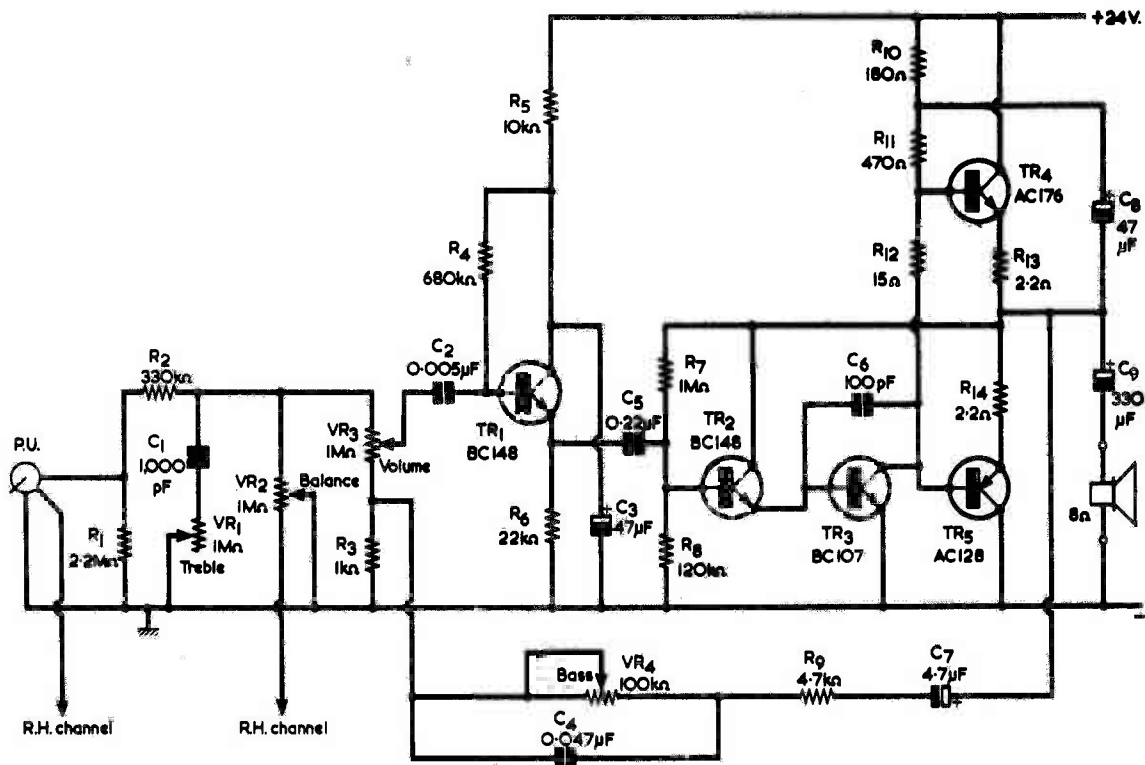 +24V.
R10
180Ω
R5
10kΩ
R11
470Ω
TR4
AC176
C8
47
µF
R4
680kΩ
R12
15Ω
R13
2·2Ω
C2
0·005µF
R2
330kΩ
R7
1MΩ
C6
100pF
C9
330
µF
C5
0·22µF
R14
2·2Ω
P.U.
C1
1,000
pF
VR3
1MΩ
Volume
TR1
BC148
TR2
BC148
VR2
1MΩ
Balance
R6
22kΩ
C3
47µF
8Ω
R1
2·2MΩ
VR1
1MΩ
Treble
R3
1kΩ
R8
120kΩ
TR3
BC107
TR5
AC128
–
Bass
VR4
100kΩ
R9
4·7kΩ
C7
4·7µF
+
C4
0·047µF
R.H. channel
R.H. channel